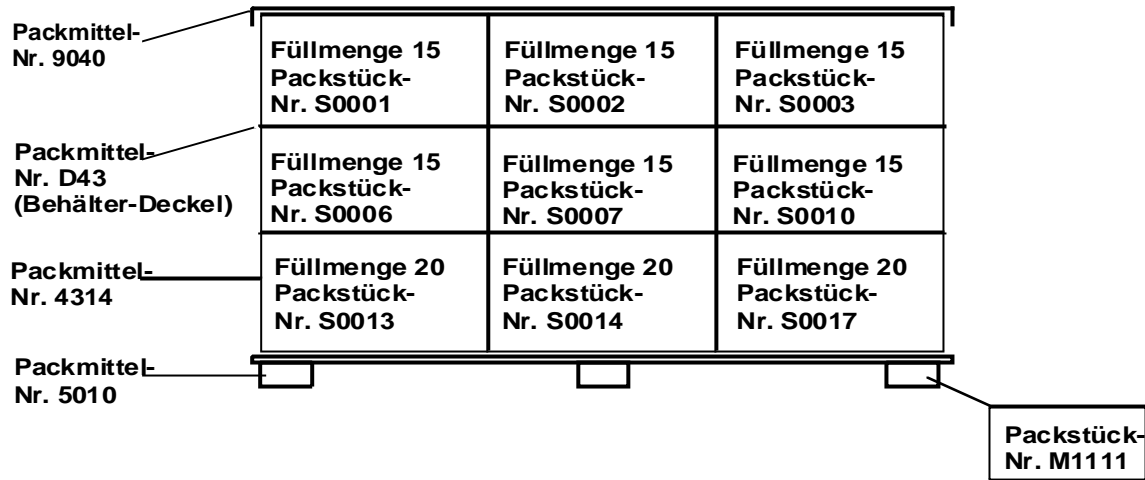 Packmittel-
Nr. 9040
Füllmenge 15
Packstück-
Nr. S0001
Füllmenge 15
Packstück-
Nr. S0002
Füllmenge 15
Packstück-
Nr. S0003
Packmittel-
Nr. D43
(Behälter-Deckel)
Füllmenge 15
Packstück-
Nr. S0006
Füllmenge 15
Packstück-
Nr. S0007
Füllmenge 15
Packstück-
Nr. S0010
Packmittel-
Nr. 4314
Füllmenge 20
Packstück-
Nr. S0013
Füllmenge 20
Packstück-
Nr. S0014
Füllmenge 20
Packstück-
Nr. S0017
Packmittel-
Nr. 5010
Packstück-
Nr. M1111